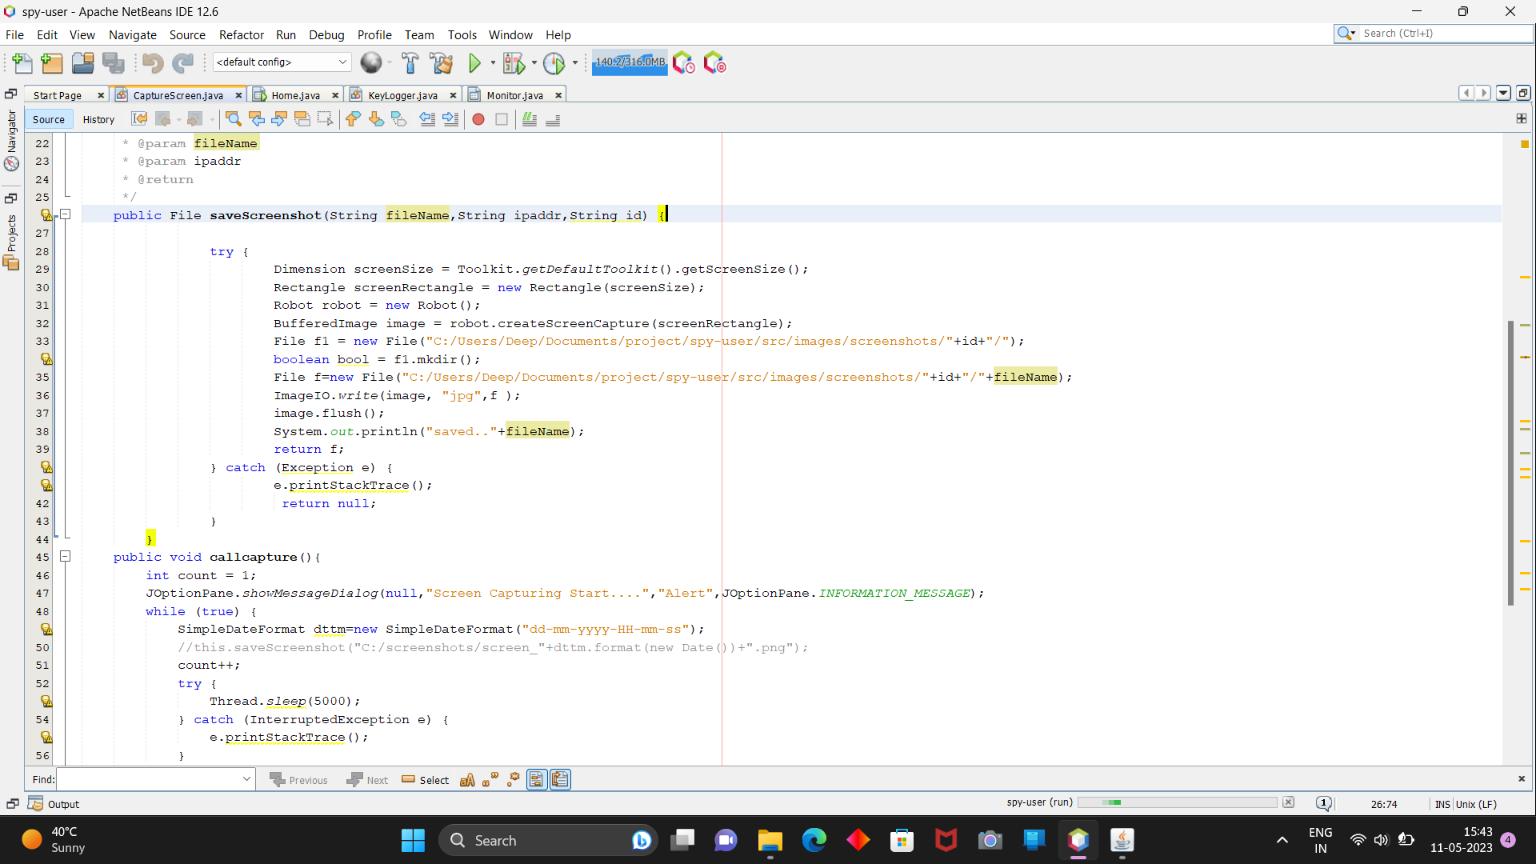 spy-user - Apache NetBeans IDE 12.6
File Edit View Navigate Source Refactor Run Debug Profile Team Tools Window Help
Search (Ctrl+I)
<default config>
140.2/316.0MB
Start Page
CaptureScreen.java
Home.java
KeyLogger.java
Monitor.java
Source History
Navigator
Projects
22 * @param fileName
23 * @param ipaddr
24 * @return
25 */
public File saveScreenshot(String fileName,String ipaddr,String id) {
27
28 try {
29 Dimension screenSize = Toolkit.getDefaultToolkit().getScreenSize();
30 Rectangle screenRectangle = new Rectangle(screenSize);
31 Robot robot = new Robot();
32 BufferedImage image = robot.createScreenCapture(screenRectangle);
33 File f1 = new File("C:/Users/Deep/Documents/project/spy-user/src/images/screenshots/"+id+"/");
boolean bool = f1.mkdir();
35 File f=new File("C:/Users/Deep/Documents/project/spy-user/src/images/screenshots/"+id+"/"+fileName);
36 ImageIO.write(image, "jpg",f );
37 image.flush();
38 System.out.println("saved.."+fileName);
39 return f;
} catch (Exception e) {
e.printStackTrace();
42 return null;
43 }
44 }
45 public void callcapture(){
46 int count = 1;
47 JOptionPane.showMessageDialog(null,"Screen Capturing Start....","Alert",JOptionPane.INFORMATION_MESSAGE);
48 while (true) {
SimpleDateFormat dttm=new SimpleDateFormat("dd-mm-yyyy-HH-mm-ss");
50 //this.saveScreenshot("C:/screenshots/screen_"+dttm.format(new Date())+".png");
51 count++;
52 try {
Thread.sleep(5000);
54 } catch (InterruptedException e) {
e.printStackTrace();
56 }
Find: Previous Next Select
Output
spy-user (run)
1
26:74
INS Unix (LF)
40°C
Sunny
Search
ENG
IN
15:43
11-05-2023
4